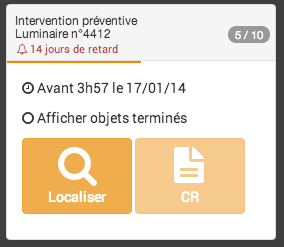 Intervention préventive
Luminaire n°4412
5 / 10
14 jours de retard
Avant 3h57 le 17/01/14
Afficher objets terminés
Localiser
CR